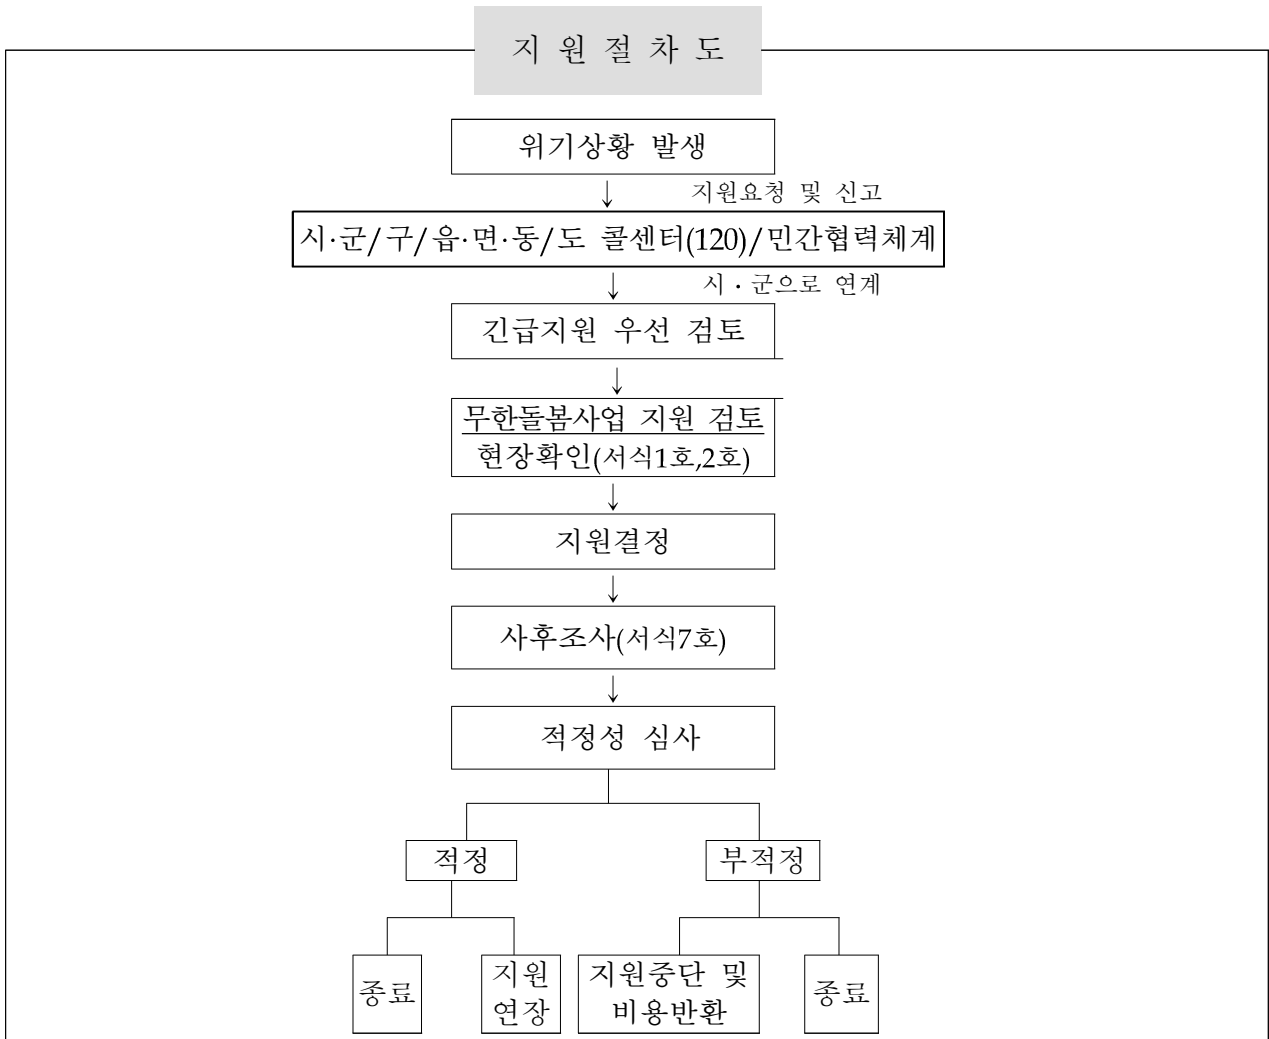 지 원 절 차 도
위기상황 발생
지원요청 및 신고
시·군/구/읍·면·동/도 콜센터(120)/민간협력체계
시·군으로 연계
긴급지원 우선 검토
무한돌봄사업 지원 검토
현장확인(서식1호,2호)
지원결정
사후조사(서식7호)
적정성 심사
적정
부적정
종료
지원
연장
지원중단 및
비용반환
종료